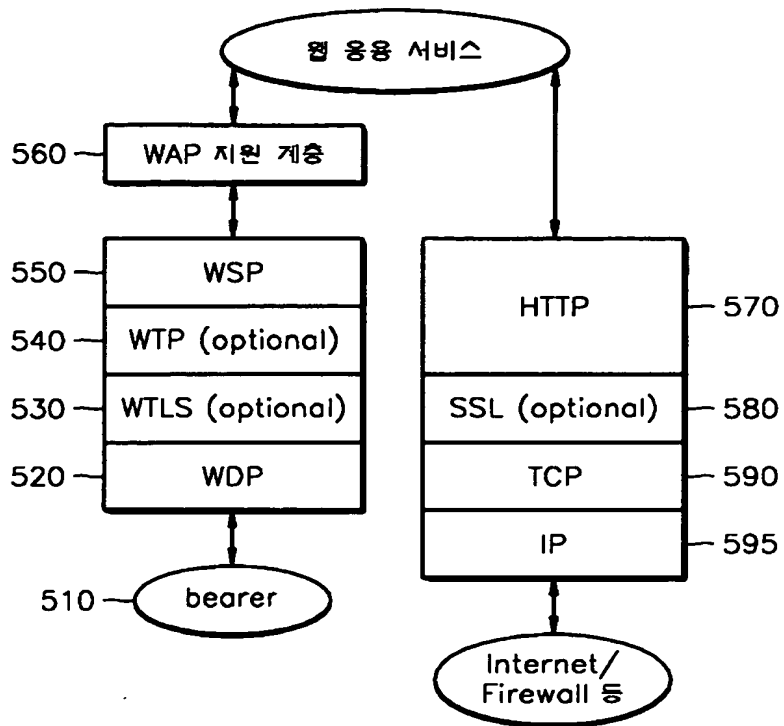 웹 응용 서비스
560
WAP 지원 계층
550
WSP
540
WTP (optional)
530
WTLS (optional)
520
WDP
510
bearer
HTTP
570
SSL (optional)
580
TCP
590
IP
595
Internet/
Firewall 등